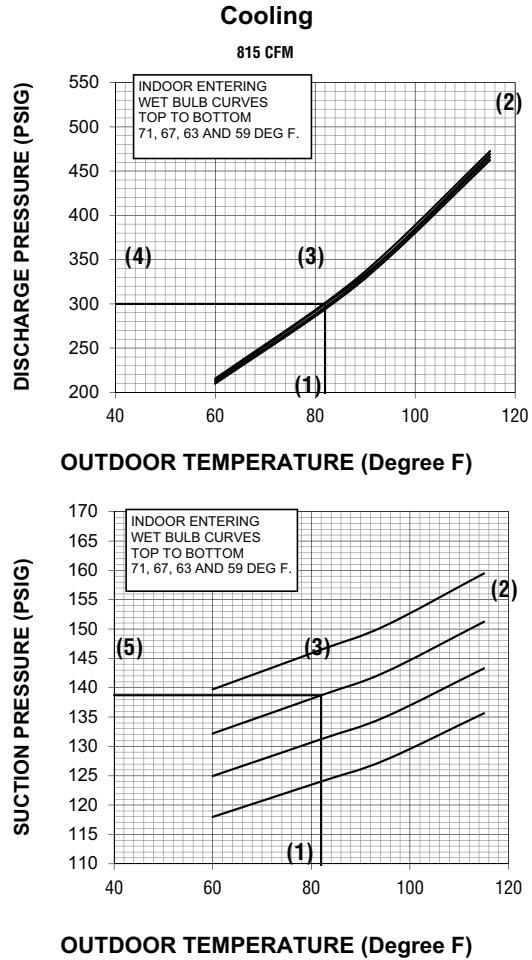 Cooling
815 CFM
DISCHARGE PRESSURE (PSIG)
550
500
450
400
350
300
250
200
INDOOR ENTERING
WET BULB CURVES
TOP TO BOTTOM
71, 67, 63 AND 59 DEG F.
(2)
(4)
(3)
(1)
40
60
80
100
120
OUTDOOR TEMPERATURE (Degree F)
SUCTION PRESSURE (PSIG)
170
165
160
155
150
145
140
135
130
125
120
115
110
INDOOR ENTERING
WET BULB CURVES
TOP TO BOTTOM
71, 67, 63 AND 59 DEG F.
(2)
(5)
(3)
(1)
40
60
80
100
120
OUTDOOR TEMPERATURE (Degree F)